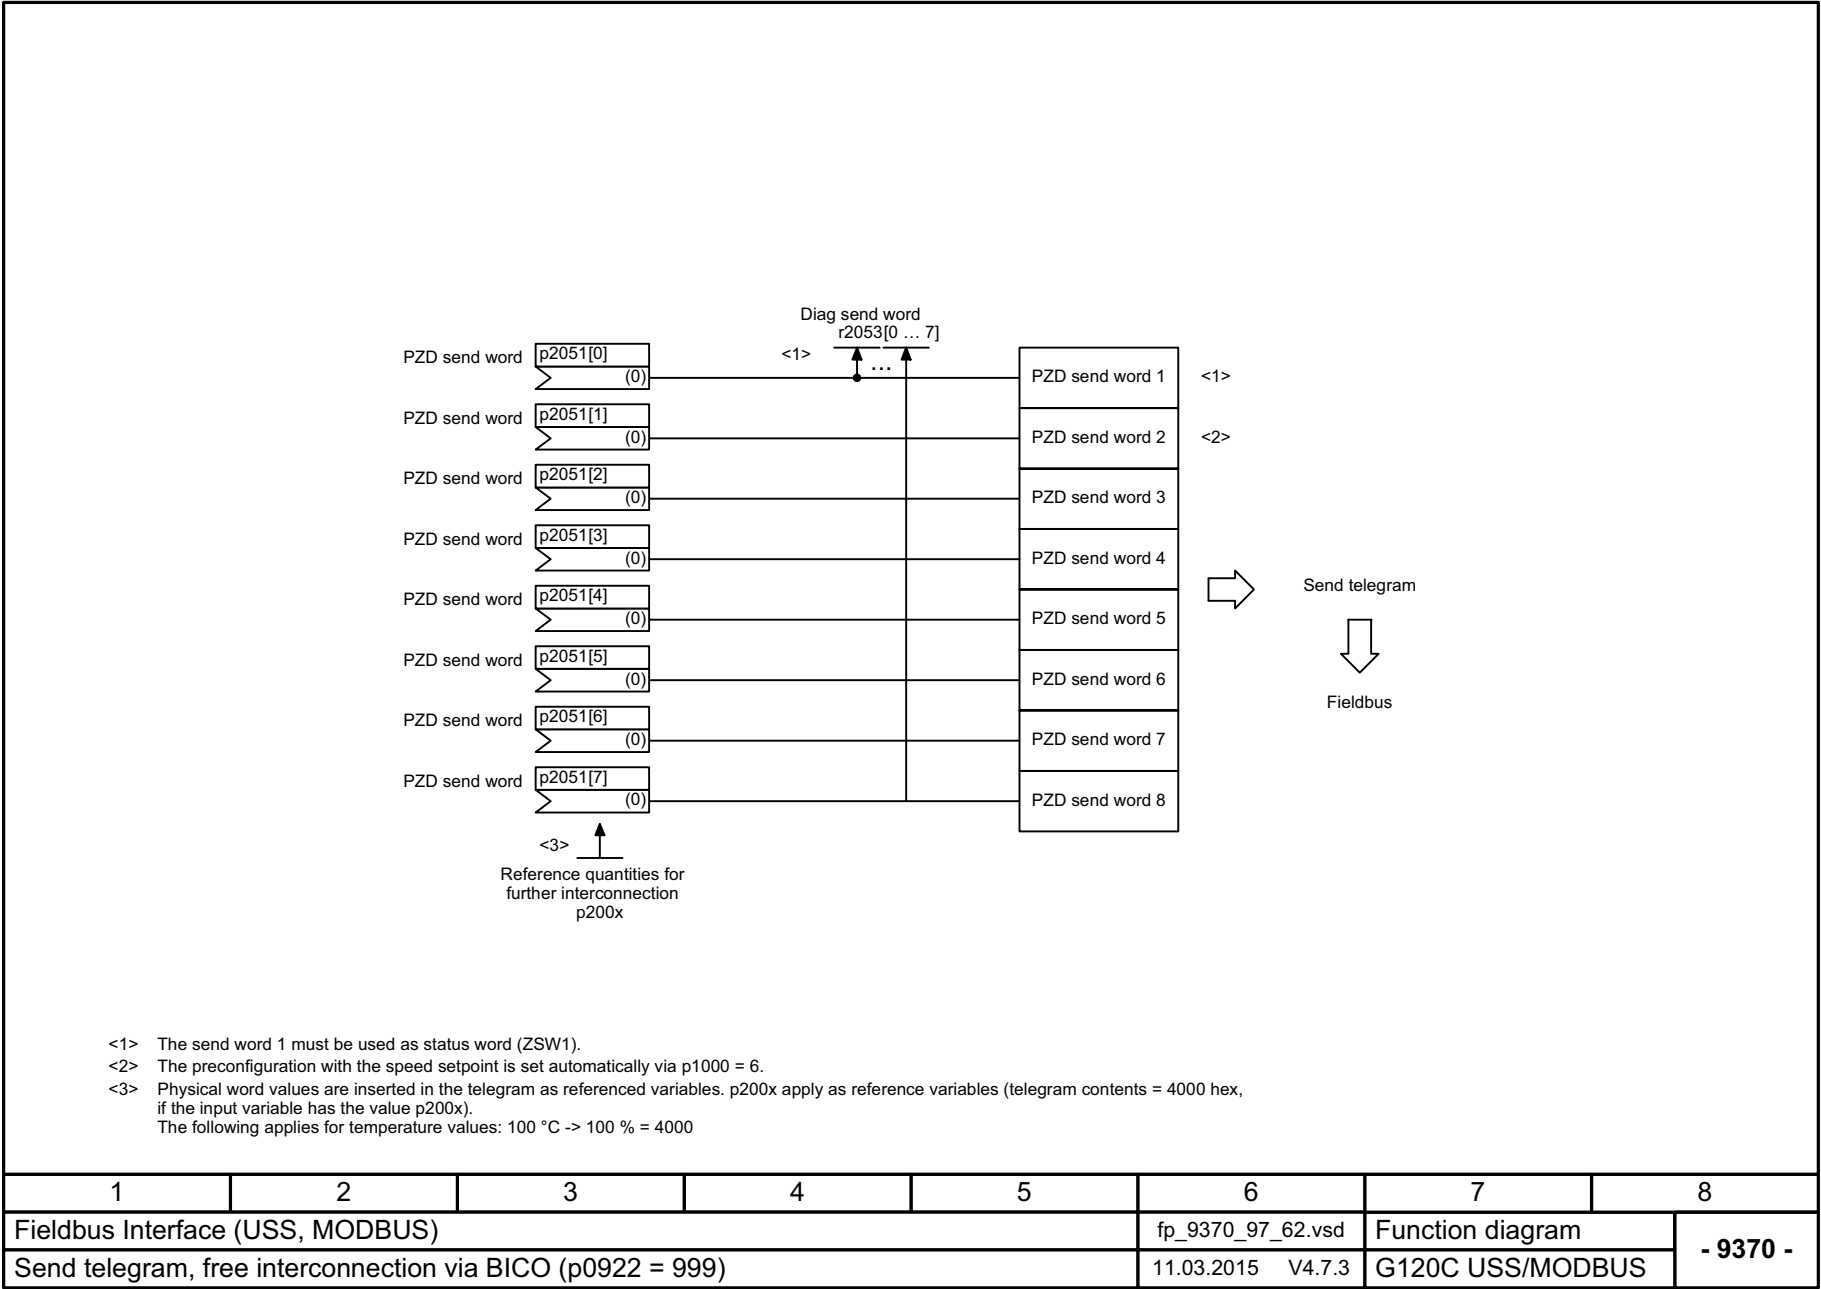 Diag send word
r2053[0 … 7]
PZD send word p2051[0] <1> …
(0) PZD send word 1 <1>
PZD send word p2051[1]
(0) PZD send word 2 <2>
PZD send word p2051[2]
(0) PZD send word 3
PZD send word p2051[3]
(0) PZD send word 4
PZD send word p2051[4] Send telegram
(0) PZD send word 5
PZD send word p2051[5]
(0) PZD send word 6
Fieldbus
PZD send word p2051[6]
(0) PZD send word 7
PZD send word p2051[7]
(0) PZD send word 8
<3>
Reference quantities for
further interconnection
p200x
<1> The send word 1 must be used as status word (ZSW1).
<2> The preconfiguration with the speed setpoint is set automatically via p1000 = 6.
<3> Physical word values are inserted in the telegram as referenced variables. p200x apply as reference variables (telegram contents = 4000 hex,
if the input variable has the value p200x).
The following applies for temperature values: 100 °C -> 100 % = 4000
1 2 3 4 5 6 7 8
Fieldbus Interface (USS, MODBUS) fp_9370_97_62.vsd Function diagram
- 9370 -
Send telegram, free interconnection via BICO (p0922 = 999) 11.03.2015 V4.7.3 G120C USS/MODBUS